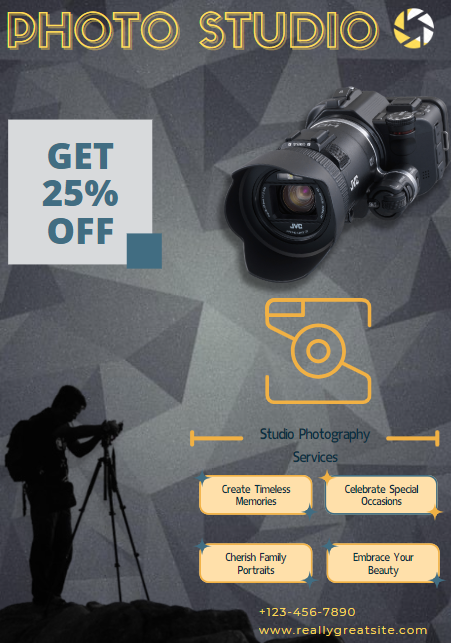 PHOTO STUDIO
GET
25%
OFF
JVC
JVC
Studio Photography
Services
Create Timeless
Memories
Celebrate Special
Occasions
Cherish Family
Portraits
Embrace Your
Beauty
+123-456-7890
www.reallygreatsite.com